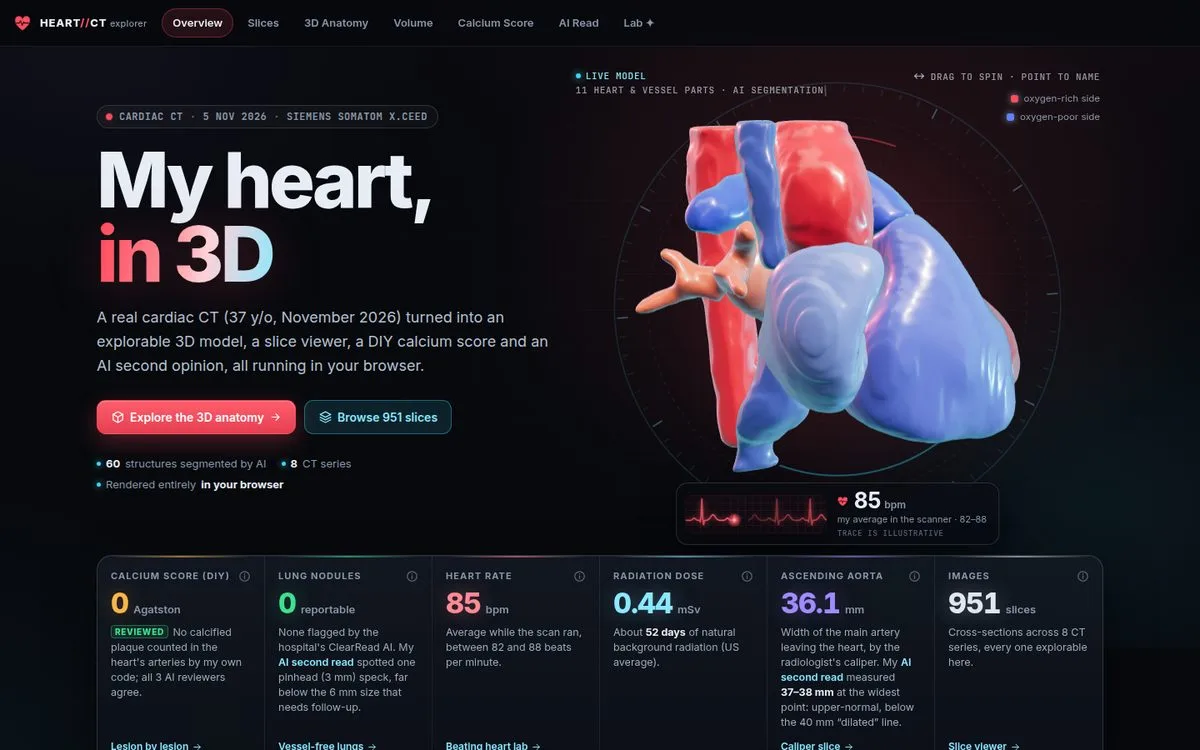 HEART//CT explorer
Overview
Slices
3D Anatomy
Volume
Calcium Score
AI Read
Lab ✦
CARDIAC CT · 5 NOV 2026 · SIEMENS SOMATOM X.CEED
My heart,
in 3D
A real cardiac CT (37 y/o, November 2026) turned into an
explorable 3D model, a slice viewer, a DIY calcium score and an
AI second opinion, all running in your browser.
Explore the 3D anatomy →
Browse 951 slices
60 structures segmented by AI
8 CT series
Rendered entirely in your browser
LIVE MODEL
11 HEART & VESSEL PARTS · AI SEGMENTATION
↔ DRAG TO SPIN · POINT TO NAME
oxygen-rich side
oxygen-poor side
85 bpm
my average in the scanner · 82–88
TRACE IS ILLUSTRATIVE
CALCIUM SCORE (DIY)
0 Agatston
REVIEWED No calcified
plaque counted in the
heart's arteries by my own
code; all 3 AI reviewers
agree.
Lesion by lesion →
LUNG NODULES
0 reportable
None flagged by the
hospital's ClearRead AI. My
AI second read spotted one
pinhead (3 mm) speck, far
below the 6 mm size that
needs follow-up.
Vessel-free lungs →
HEART RATE
85 bpm
Average while the scan ran,
between 82 and 88 beats
per minute.
Beating heart lab →
RADIATION DOSE
0.44 mSv
About 52 days of natural
background radiation (US
average).
ASCENDING AORTA
36.1 mm
Width of the main artery
leaving the heart, by the
radiologist's caliper. My AI
second read measured
37–38 mm at the widest
point: upper-normal, below
the 40 mm “dilated” line.
Caliper slice →
IMAGES
951 slices
Cross-sections across 8 CT
series, every one explorable
here.
Slice viewer →